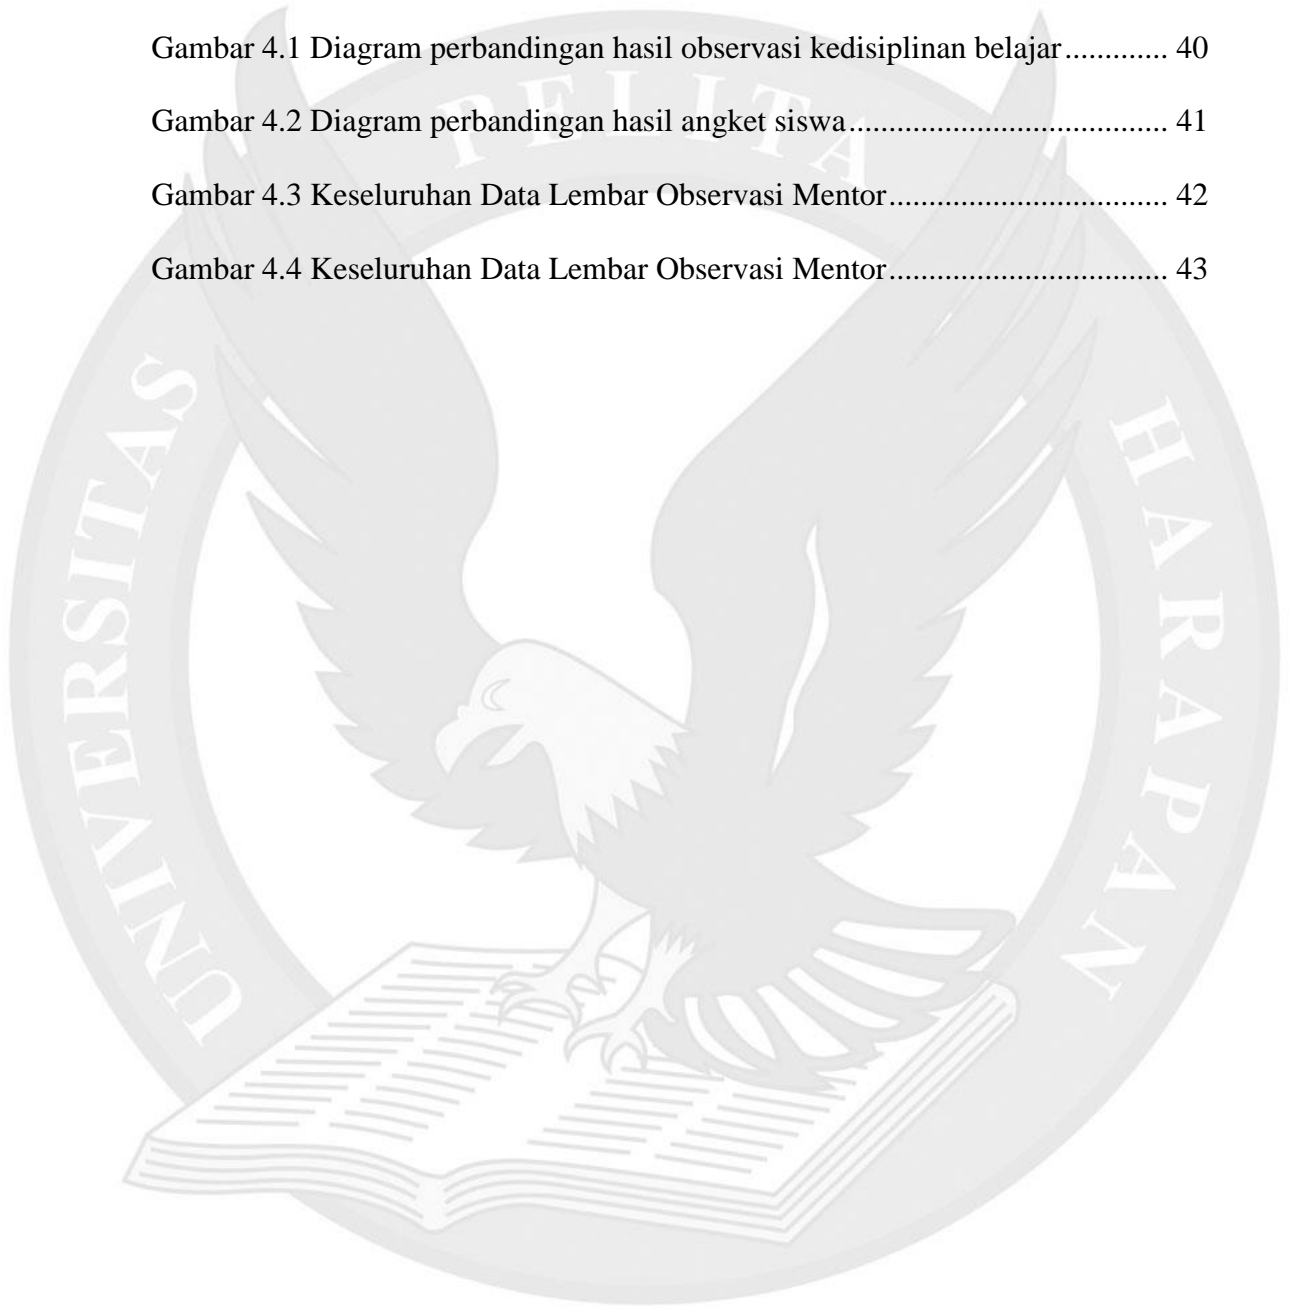 Gambar 4.1 Diagram perbandingan hasil observasi kedisiplinan belajar............. 40
Gambar 4.2 Diagram perbandingan hasil angket siswa........................................ 41
Gambar 4.3 Keseluruhan Data Lembar Observasi Mentor................................... 42
Gambar 4.4 Keseluruhan Data Lembar Observasi Mentor................................... 43
UNIVERSITAS
PELITA
HARAPAN